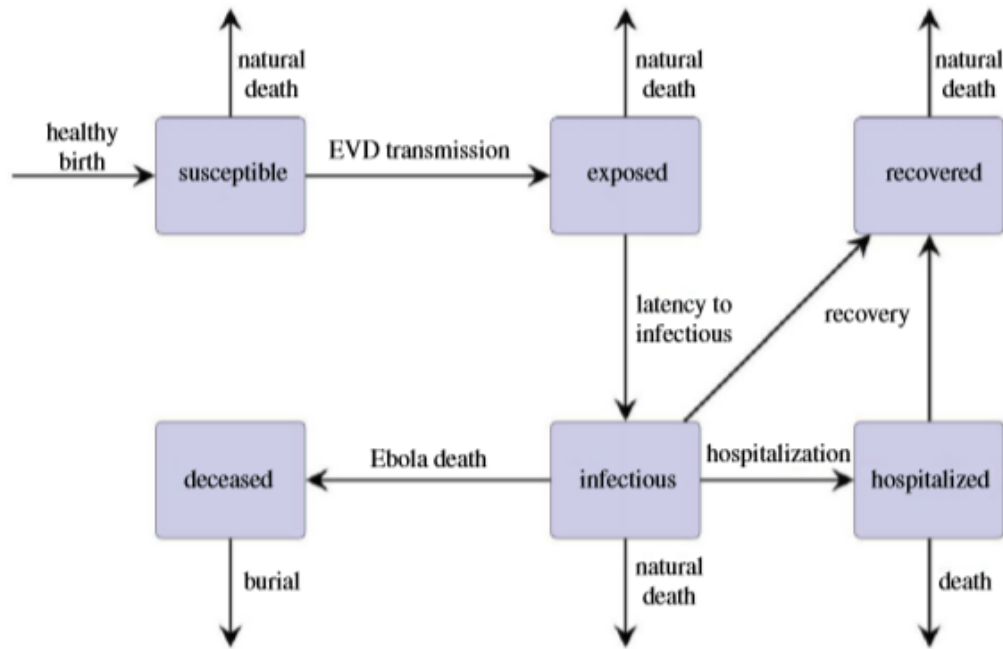 natural
death
natural
death
natural
death
healthy
birth
susceptible
EVD transmission
exposed
recovered
latency to
infectious
recovery
deceased
Ebola death
infectious
hospitalization
hospitalized
burial
natural
death
death